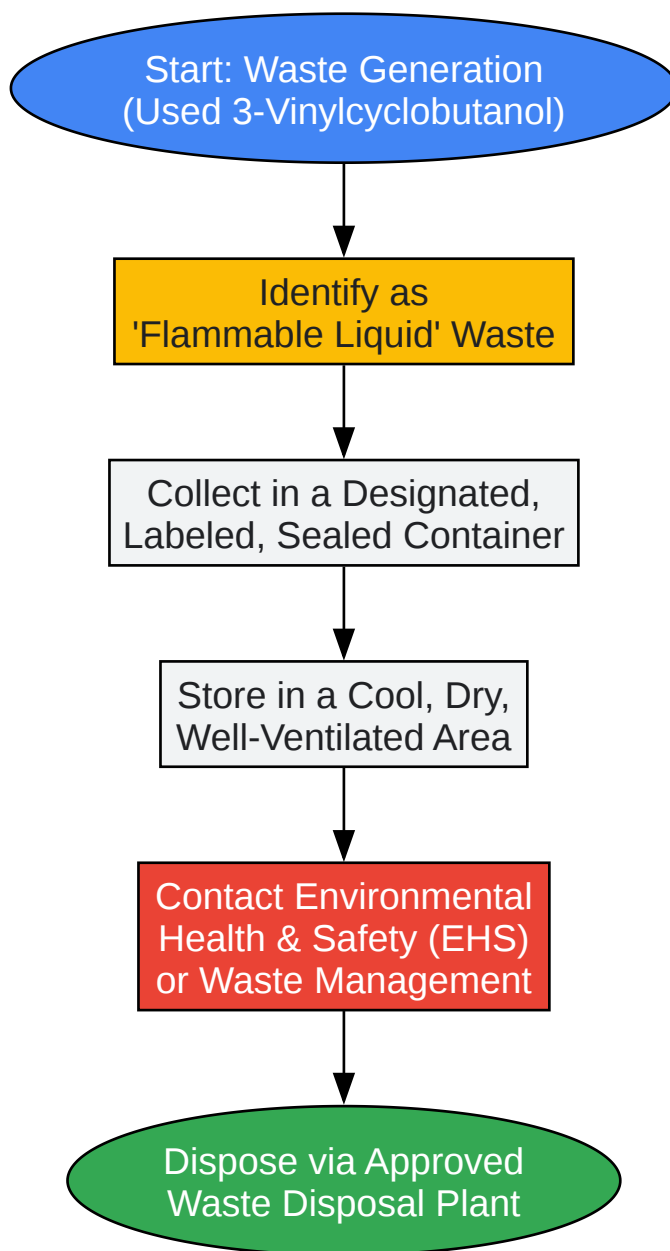 Start: Waste Generation
(Used 3-Vinylcyclobutanol)
Identify as
'Flammable Liquid' Waste
Collect in a Designated,
Labeled, Sealed Container
Store in a Cool, Dry,
Well-Ventilated Area
Contact Environmental
Health & Safety (EHS)
or Waste Management
Dispose via Approved
Waste Disposal Plant